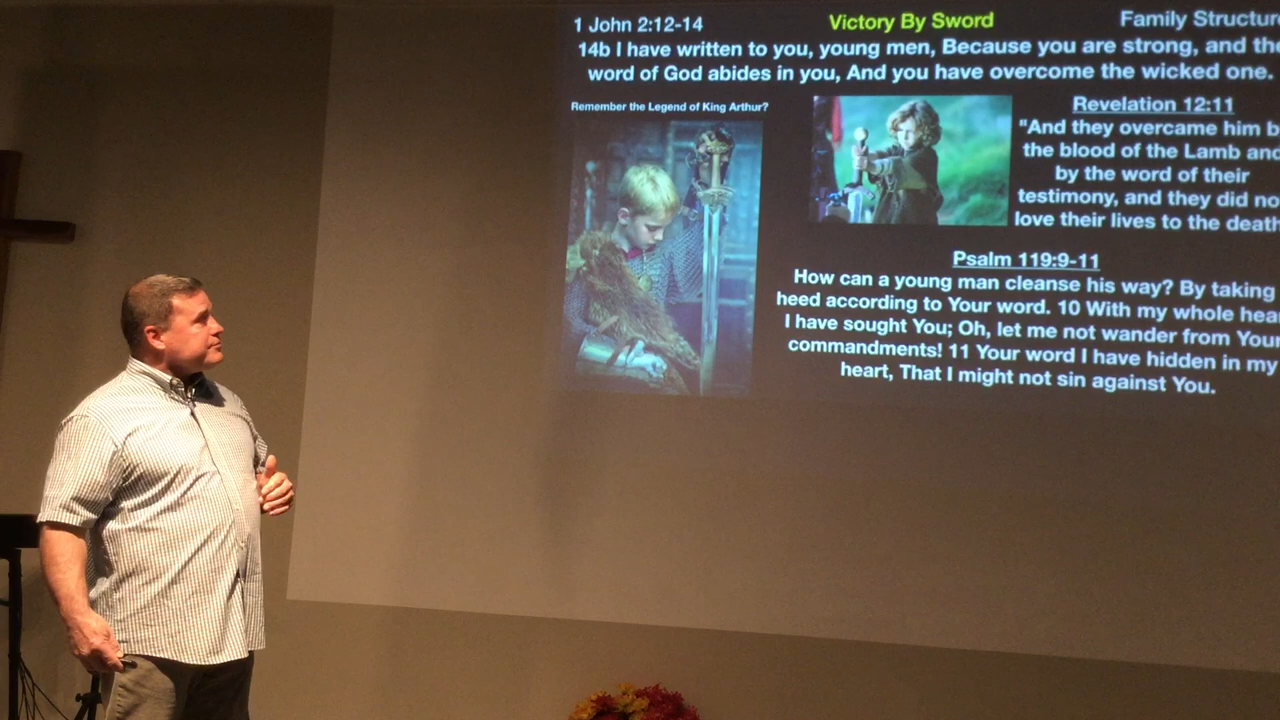 1 John 2:12-14
Victory By Sword
Family Structur
14b I have written to you, young men, Because you are strong, and the
word of God abides in you, And you have overcome the wicked one.
Remember the Legend of King Arthur?
Revelation 12:11
"And they overcame him b
the blood of the Lamb and
by the word of their
testimony, and they did no
love their lives to the death
Psalm 119:9-11
How can a young man cleanse his way? By taking
heed according to Your word. 10 With my whole hear
I have sought You; Oh, let me not wander from Your
commandments! 11 Your word I have hidden in my
heart, That I might not sin against You.